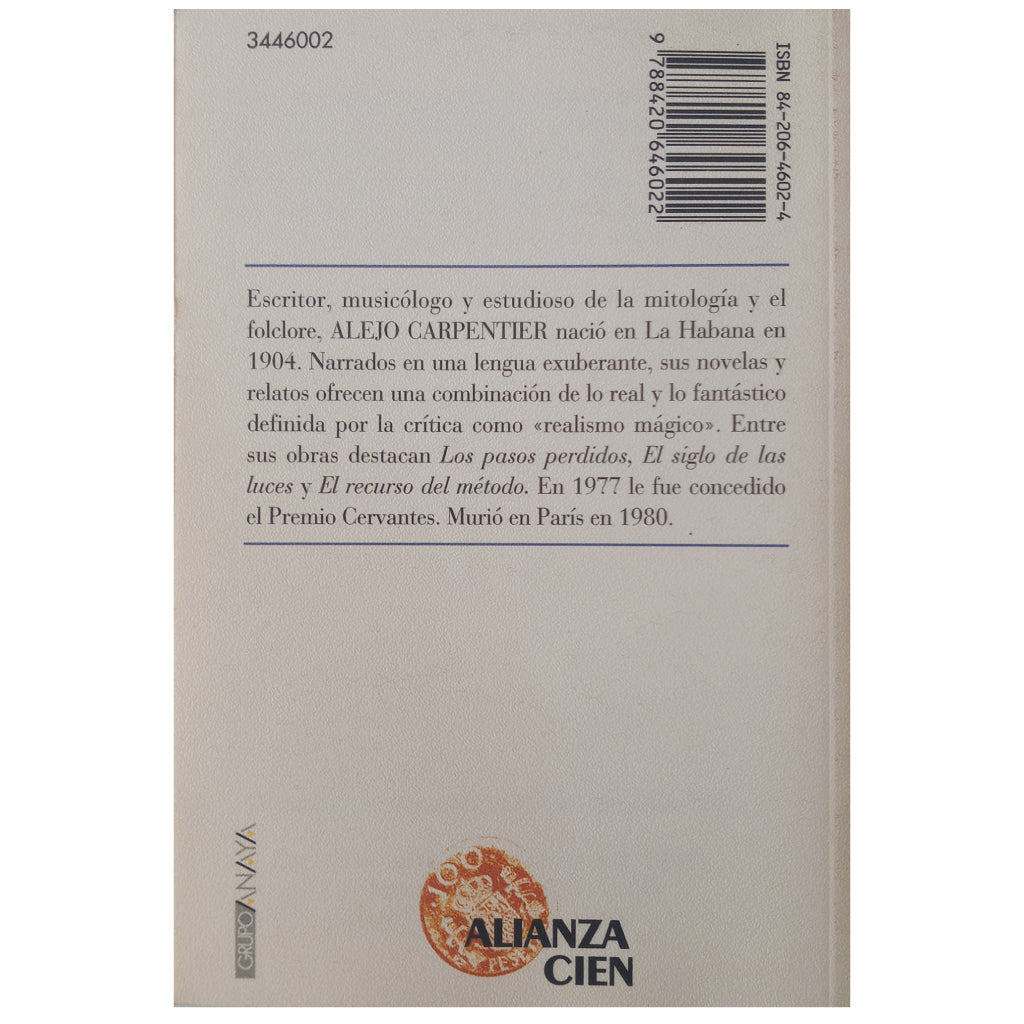 3446002
ISBN 84-206-4602-4
9 788420 646022
Escritor, musicólogo y estudioso de la mitología y el
folclore, ALEJO CARPENTIER nació en La Habana en
1904. Narrados en una lengua exuberante, sus novelas y
relatos ofrecen una combinación de lo real y lo fantástico
definida por la crítica como «realismo mágico». Entre
sus obras destacan Los pasos perdidos, El siglo de las
luces y El recurso del método. En 1977 le fue concedido
el Premio Cervantes. Murió en París en 1980.
GRUPO ANAYA
100
PES
ALIANZA
CIEN